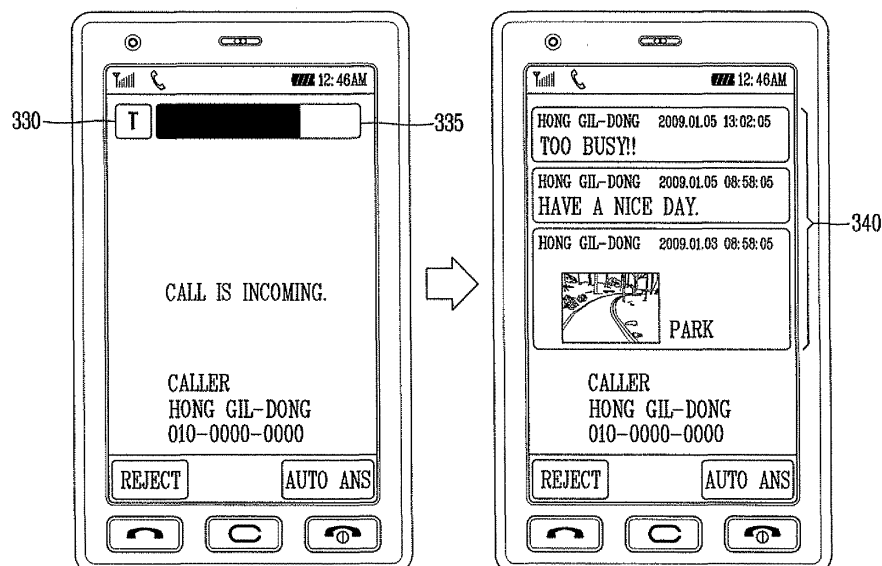 12:46AM
330
T
335
CALL IS INCOMING.
CALLER
HONG GIL-DONG
010-0000-0000
REJECT
AUTO ANS
12:46AM
HONG GIL-DONG 2009.01.05 13:02:05
TOO BUSY!!
HONG GIL-DONG 2009.01.05 08:58:05
HAVE A NICE DAY.
340
HONG GIL-DONG 2009.01.03 08:58:05
PARK
CALLER
HONG GIL-DONG
010-0000-0000
REJECT
AUTO ANS